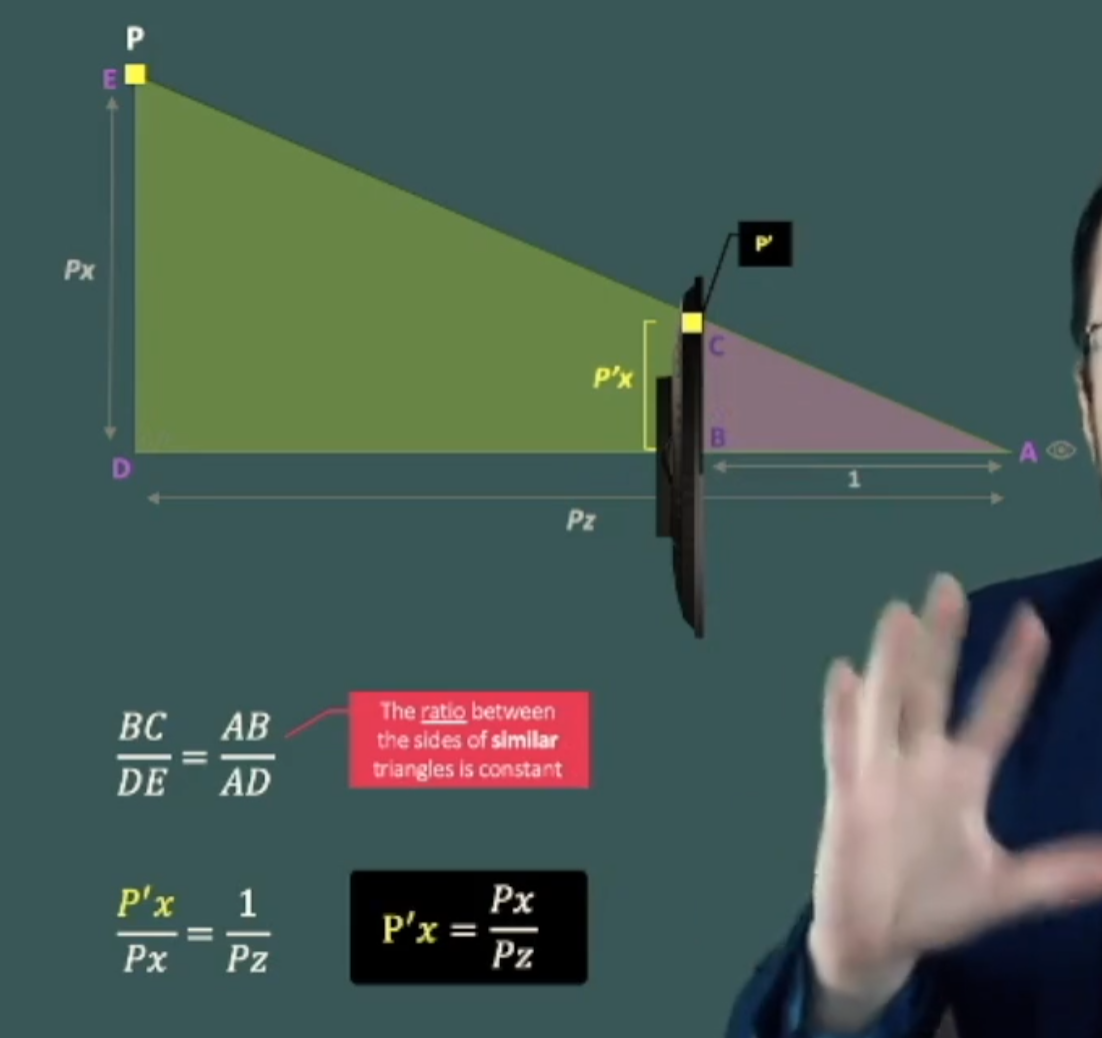 P
E
P'
Px
C
P'x
B
A
D
1
Pz
BC/DE = AB/AD
The ratio between
the sides of similar
triangles is constant
P'x/Px = 1/Pz
P'x = Px/Pz